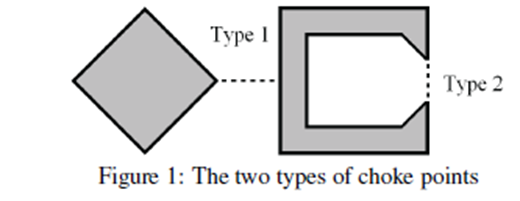 Type 1
Type 2
Figure 1: The two types of choke points